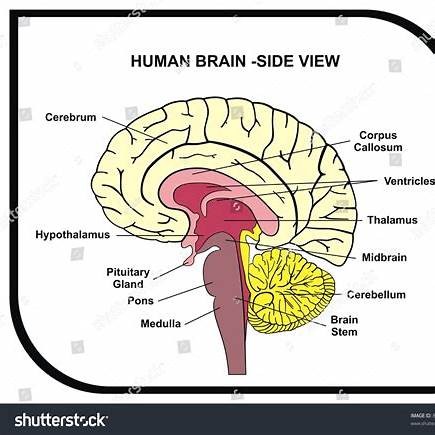 HUMAN BRAIN -SIDE VIEW
Cerebrum
Corpus
Callosum
Ventricles
Thalamus
Hypothalamus
Midbrain
Pituitary
Gland
Cerebellum
Pons
Brain
Stem
Medulla
shutterstock